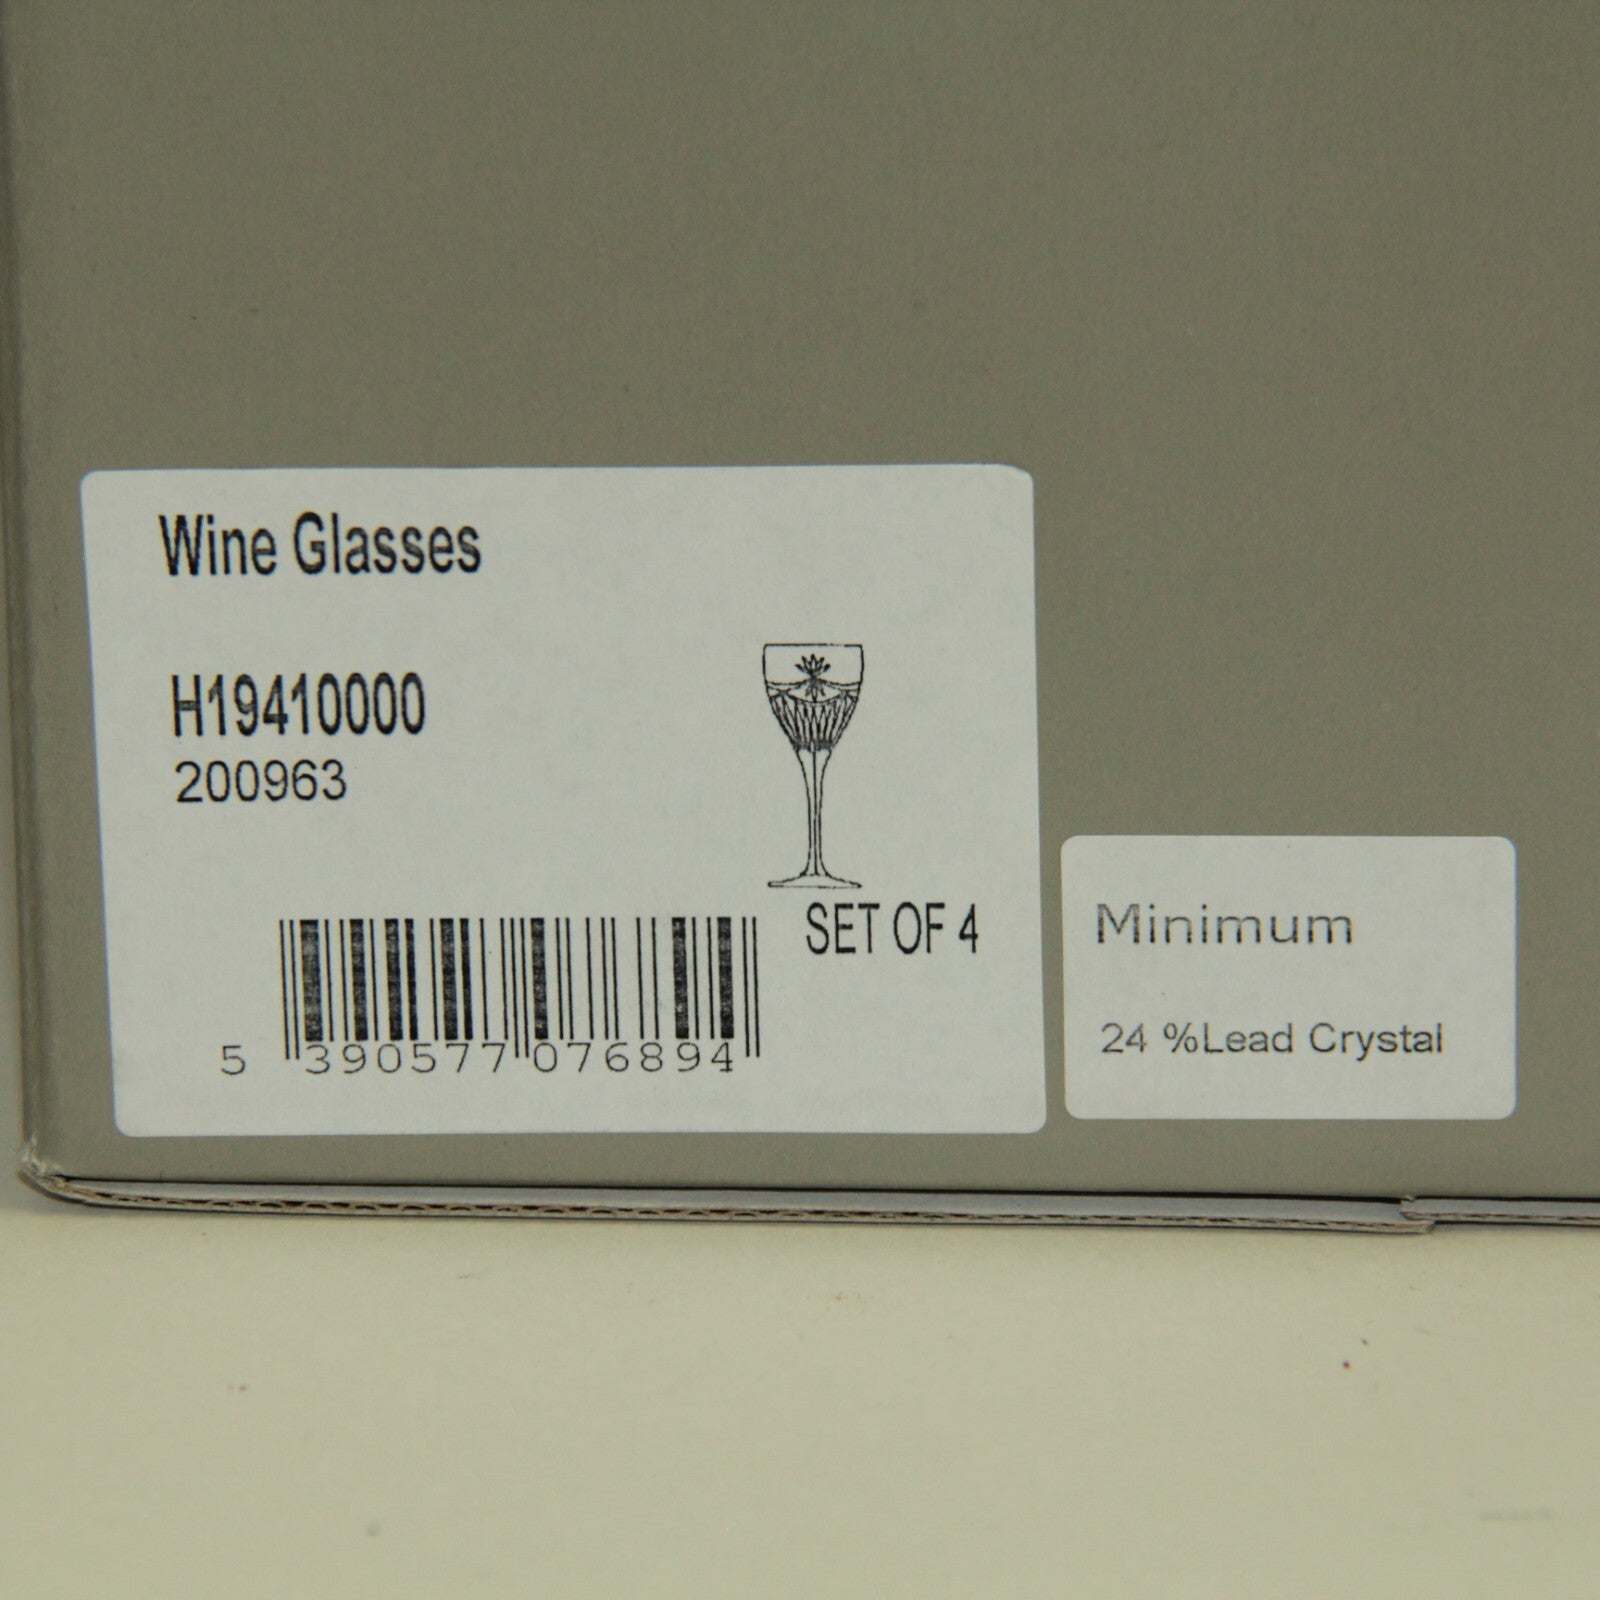 Wine Glasses
H19410000
200963
SET OF 4
5 390577 076894
Minimum
24 %Lead Crystal